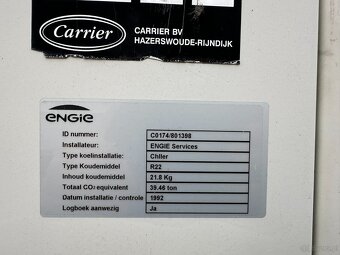 Carrier
CARRIER BV
HAZERSWOUDE-RIJNDIJK
ENGIE
ID nummer: C0174/801398
Installateur: ENGIE Services
Type koelinstallatie: Chller
Type Koudemiddel R22
Inhoud koudemiddel 21.8 Kg
Totaal CO2 equivalent 39.46 ton
Datum installatie / controle 1992
Logboek aanwezig Ja